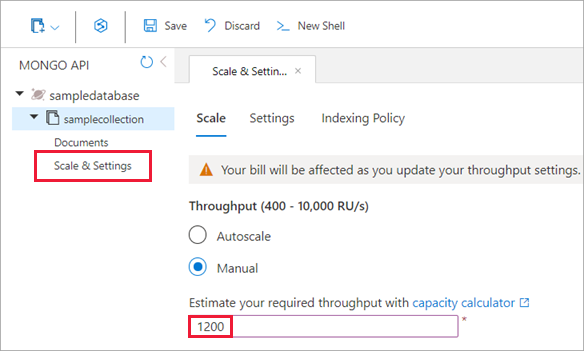 Save
Discard
New Shell
MONGO API
Scale & Settin...
sampledatabase
samplecollection
Documents
Scale & Settings
Scale
Settings
Indexing Policy
Your bill will be affected as you update your throughput settings.
Throughput (400 - 10,000 RU/s)
Autoscale
Manual
Estimate your required throughput with capacity calculator
1200
*